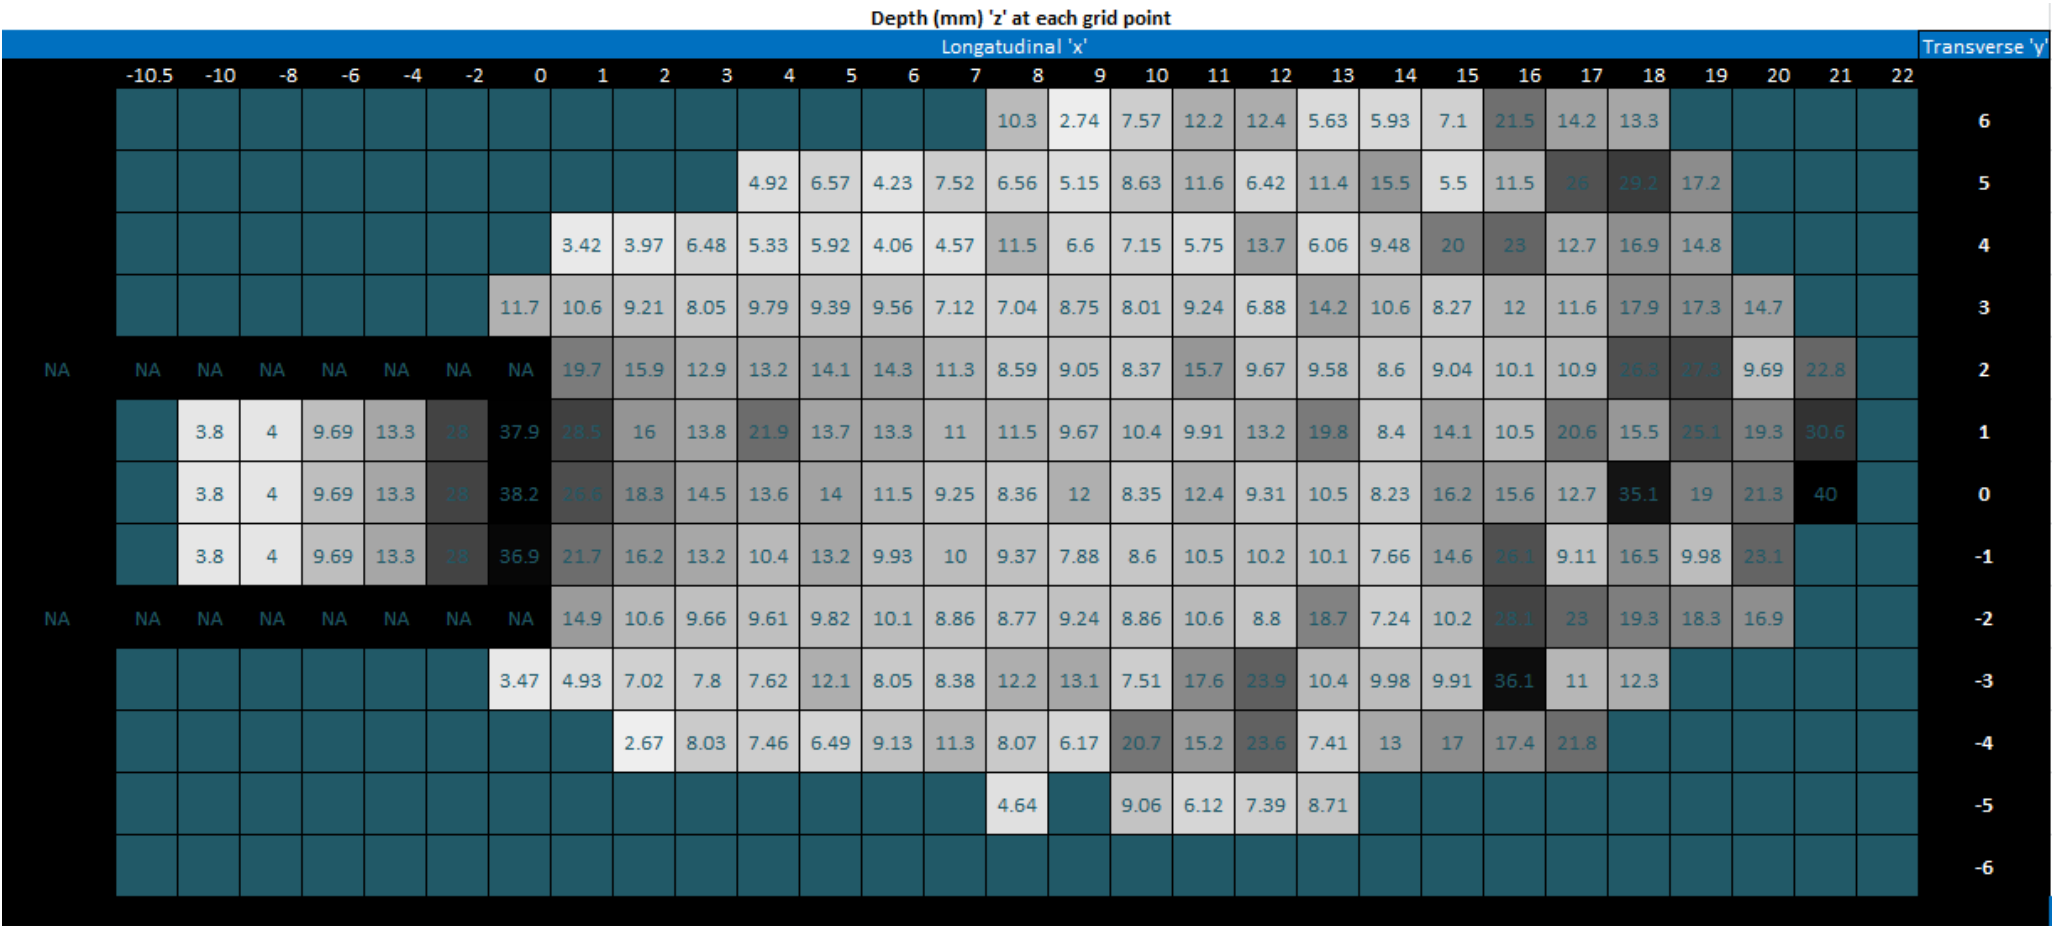 Depth (mm) 'z' at each grid point
Longatudinal 'x' Transverse 'y'
-10.5 -10 -8 -6 -4 -2 0 1 2 3 4 5 6 7 8 9 10 11 12 13 14 15 16 17 18 19 20 21 22
10.3 2.74 7.57 12.2 12.4 5.63 5.93 7.1 21.5 14.2 13.3 6
4.92 6.57 4.23 7.52 6.56 5.15 8.63 11.6 6.42 11.4 15.5 5.5 11.5 26 29.2 17.2 5
3.42 3.97 6.48 5.33 5.92 4.06 4.57 11.5 6.6 7.15 5.75 13.7 6.06 9.48 20 23 12.7 16.9 14.8 4
11.7 10.6 9.21 8.05 9.79 9.39 9.56 7.12 7.04 8.75 8.01 9.24 6.88 14.2 10.6 8.27 12 11.6 17.9 17.3 14.7 3
NA NA NA NA NA NA NA NA 19.7 15.9 12.9 13.2 14.1 14.3 11.3 8.59 9.05 8.37 15.7 9.67 9.58 8.6 9.04 10.1 10.9 26.3 9.69 22.8 2
3.8 4 9.69 13.3 28 37.9 28.5 16 13.8 21.9 13.7 13.3 11 11.5 9.67 10.4 9.91 13.2 19.8 8.4 14.1 10.5 20.6 15.5 25.1 19.3 30.6 1
3.8 4 9.69 13.3 28 38.2 26.6 18.3 14.5 13.6 14 11.5 9.25 8.36 12 8.35 12.4 9.31 10.5 8.23 16.2 15.6 12.7 35.1 19 21.3 40 0
3.8 4 9.69 13.3 28 36.9 21.7 16.2 13.2 10.4 13.2 9.93 10 9.37 7.88 8.6 10.5 10.2 10.1 7.66 14.6 26.1 9.11 16.5 9.98 23.1 -1
NA NA NA NA NA NA NA NA 14.9 10.6 9.66 9.61 9.82 10.1 8.86 8.77 9.24 8.86 10.6 8.8 18.7 7.24 10.2 28.1 23 19.3 18.3 16.9 -2
3.47 4.93 7.02 7.8 7.62 12.1 8.05 8.38 12.2 13.1 7.51 17.6 23.9 10.4 9.98 9.91 36.1 11 12.3 -3
2.67 8.03 7.46 6.49 9.13 11.3 8.07 6.17 20.7 15.2 23.6 7.41 13 17 17.4 21.8 -4
4.64 9.06 6.12 7.39 8.71 -5
-6